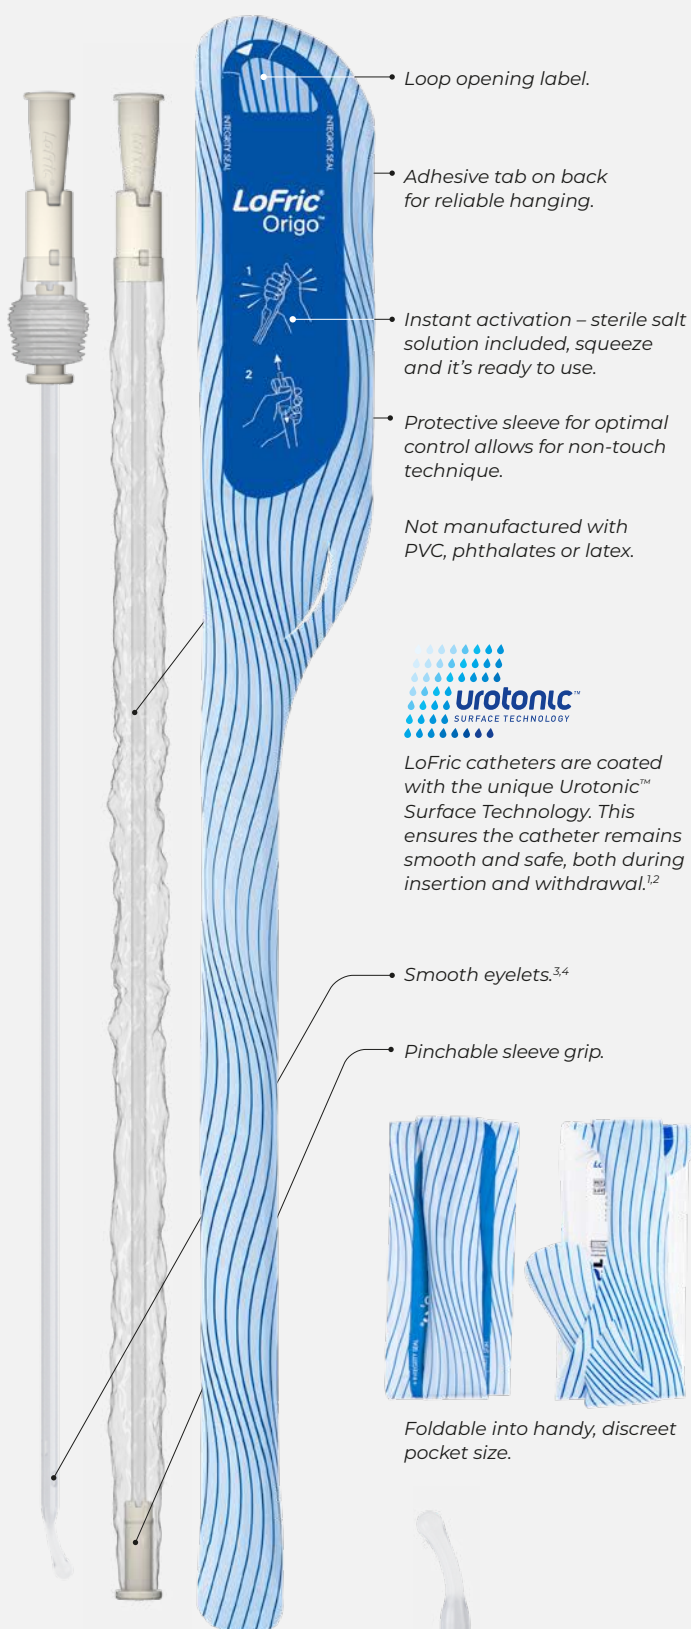 Loop opening label.
INTEGRITY SEAL
INTEGRITY SEAL
Adhesive tab on back
for reliable hanging.
LoFric®
Origo™
1
Instant activation – sterile salt
solution included, squeeze
and it's ready to use.
2
Protective sleeve for optimal
control allows for non-touch
technique.
Not manufactured with
PVC, phthalates or latex.
urotonic™
SURFACE TECHNOLOGY
LoFric catheters are coated
with the unique Urotonic™
Surface Technology. This
ensures the catheter remains
smooth and safe, both during
insertion and withdrawal.1,2
Smooth eyelets.3,4
Pinchable sleeve grip.
Foldable into handy, discreet
pocket size.